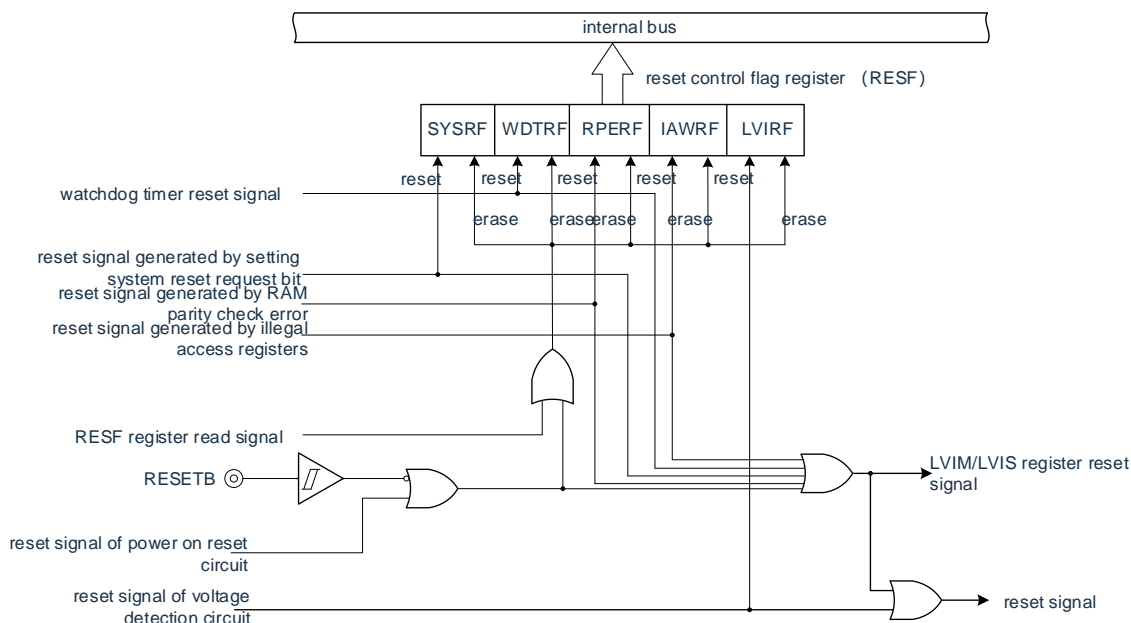 internal bus
reset control flag register （RESF）
SYSRF WDTRF RPERF IAWRF LVIRF
reset reset reset reset reset
watchdog timer reset signal
erase erase erase erase erase
reset signal generated by setting
system reset request bit
reset signal generated by RAM
parity check error
reset signal generated by illegal
access registers
RESF register read signal
RESETB
LVIM/LVIS register reset
signal
reset signal of power on reset
circuit
reset signal of voltage
detection circuit
reset signal